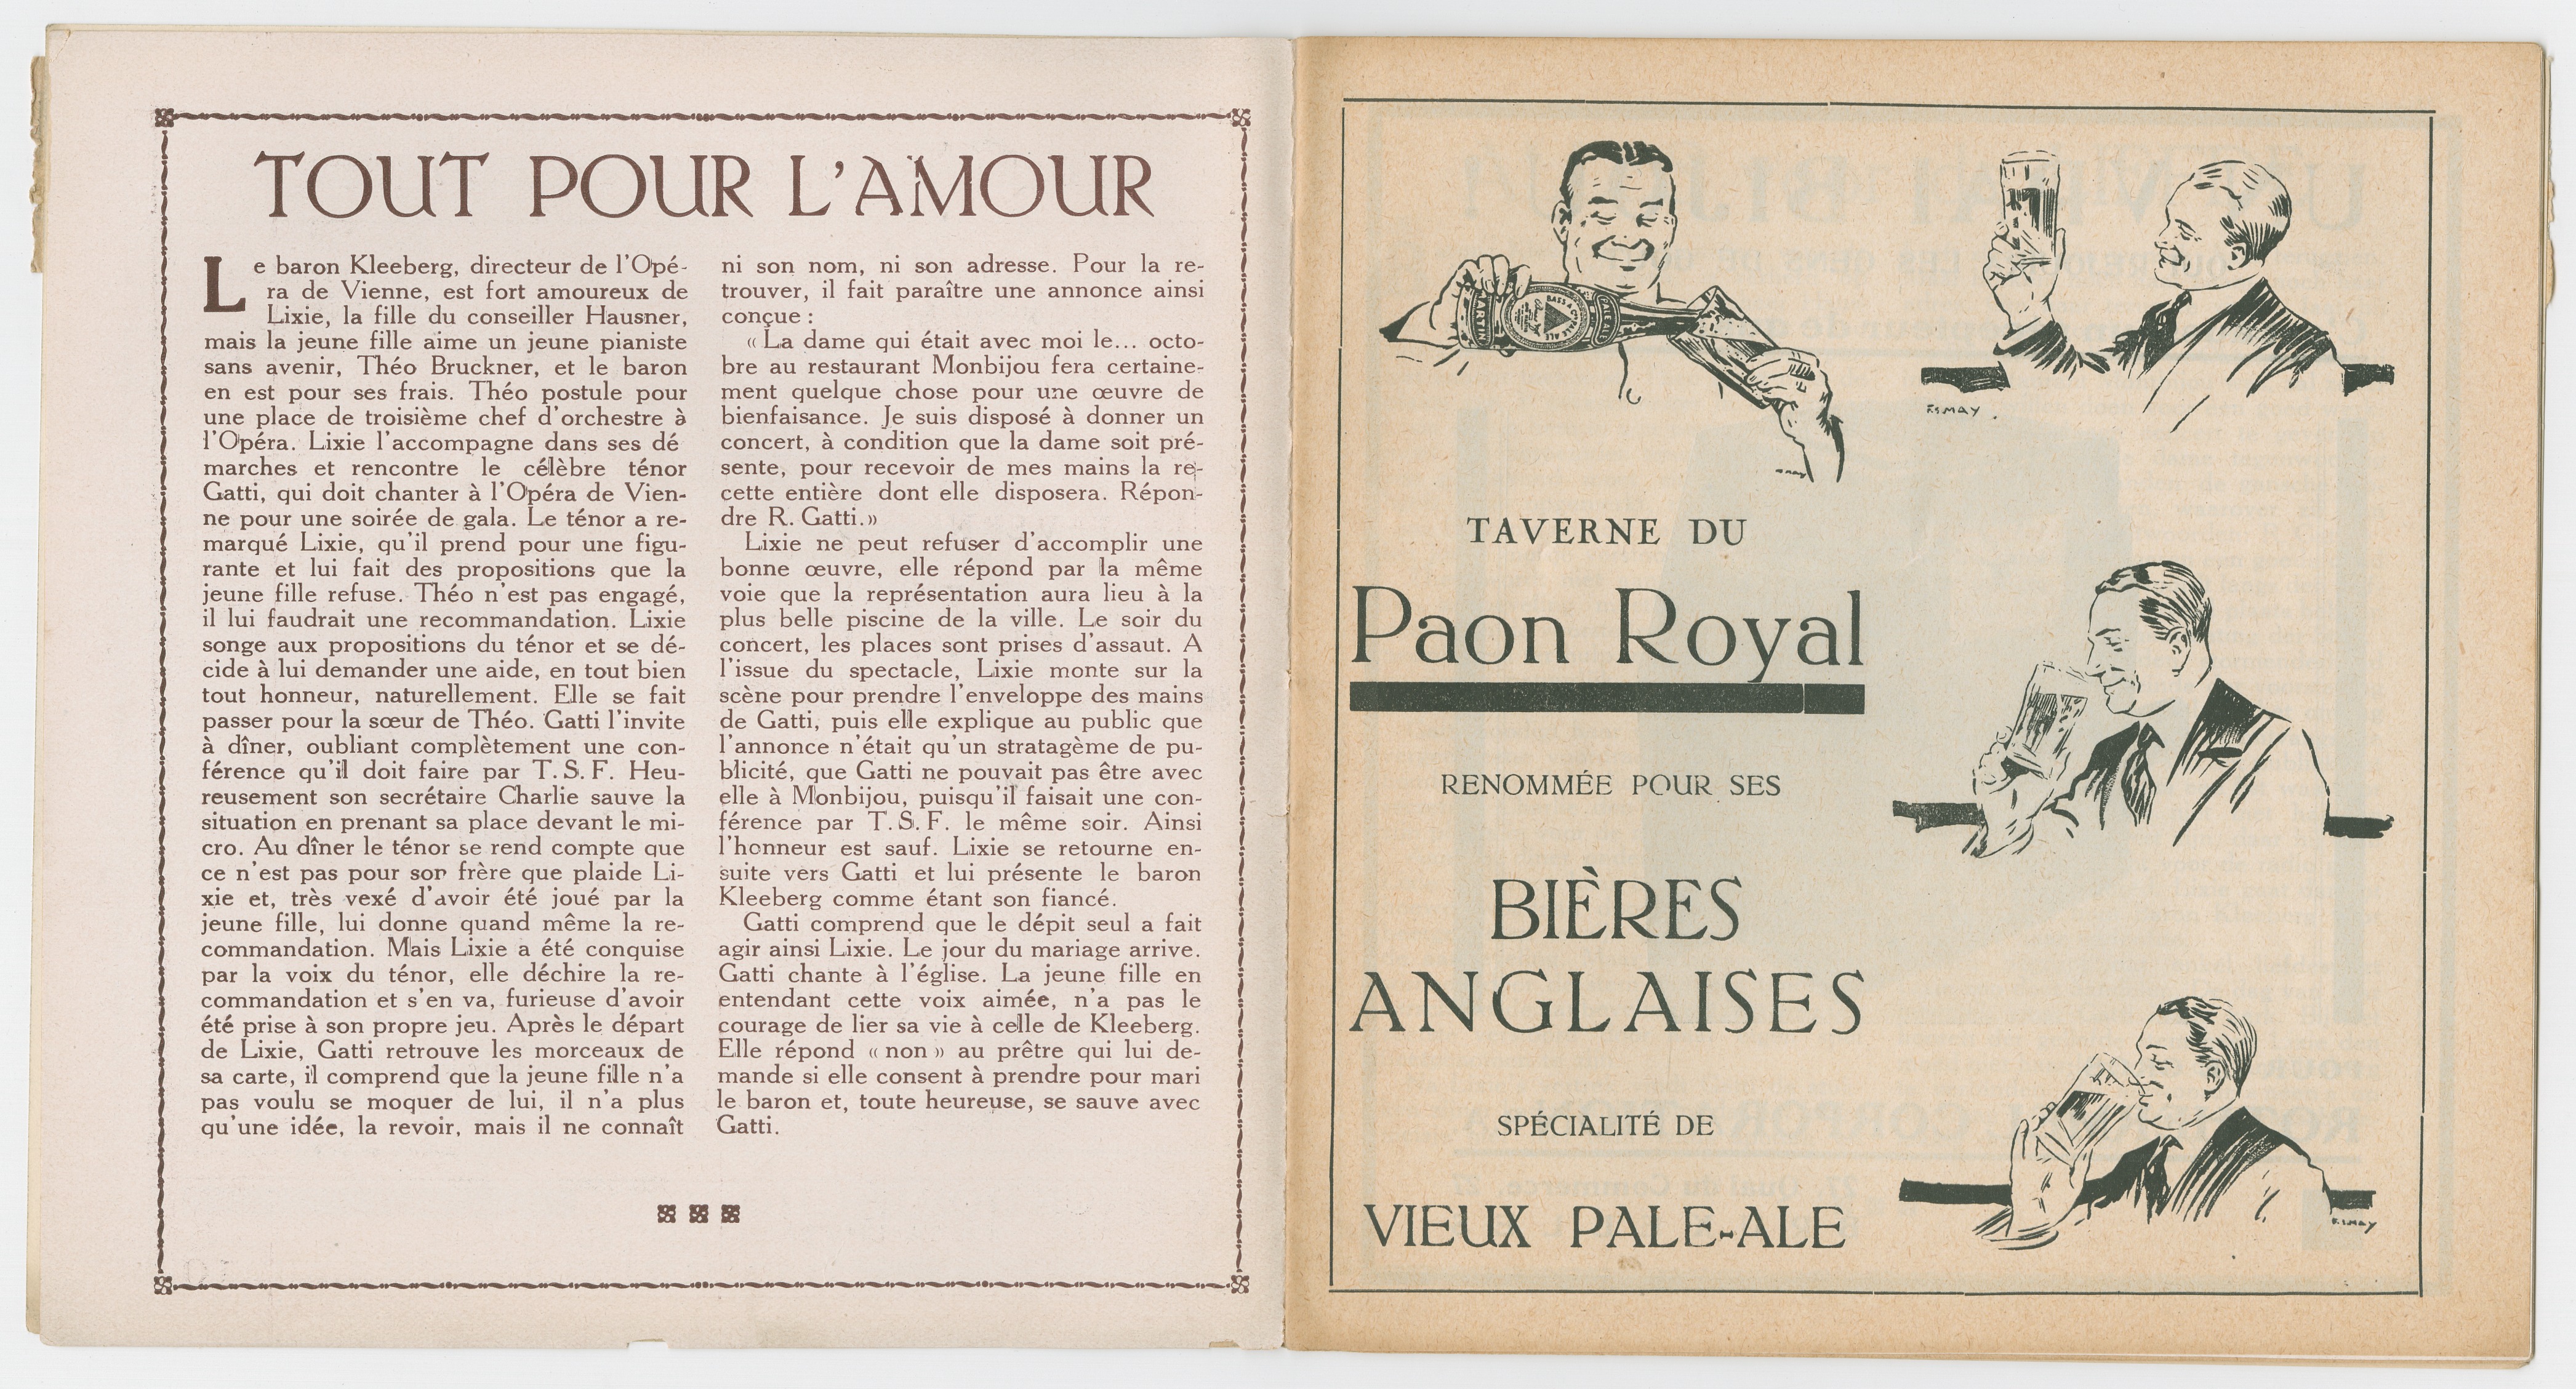 TOUT POUR L'AMOUR
Le baron Kleeberg, directeur de l'Opé-
ra de Vienne, est fort amoureux de
Lixie, la fille du conseiller Hausner,
mais la jeune fille aime un jeune pianiste
sans avenir, Théo Bruckner, et le baron
en est pour ses frais. Théo postule pour
une place de troisième chef d'orchestre à
l'Opéra. Lixie l'accompagne dans ses dé
marches et rencontre le célèbre ténor
Gatti, qui doit chanter à l'Opéra de Vien-
ne pour une soirée de gala. Le ténor a re-
marqué Lixie, qu'il prend pour une figu-
rante et lui fait des propositions que la
jeune fille refuse. Théo n'est pas engagé,
il lui faudrait une recommandation. Lixie
songe aux propositions du ténor et se dé-
cide à lui demander une aide, en tout bien
tout honneur, naturellement. Elle se fait
passer pour la sœur de Théo. Gatti l'invite
à dîner, oubliant complètement une con-
férence qu'il doit faire par T. S. F. Heu-
reusement son secrétaire Charlie sauve la
situation en prenant sa place devant le mi-
cro. Au dîner le ténor se rend compte que
ce n'est pas pour son frère que plaide Li-
xie et, très vexé d'avoir été joué par la
jeune fille, lui donne quand même la re-
commandation. Mais Lixie a été conquise
par la voix du ténor, elle déchire la re-
commandation et s'en va, furieuse d'avoir
été prise à son propre jeu. Après le départ
de Lixie, Gatti retrouve les morceaux de
sa carte, il comprend que la jeune fille n'a
pas voulu se moquer de lui, il n'a plus
qu'une idée, la revoir, mais il ne connaît
ni son nom, ni son adresse. Pour la re-
trouver, il fait paraître une annonce ainsi
conçue :
« La dame qui était avec moi le... octo-
bre au restaurant Monbijou fera certaine-
ment quelque chose pour une œuvre de
bienfaisance. Je suis disposé à donner un
concert, à condition que la dame soit pré-
sente, pour recevoir de mes mains la re-
cette entière dont elle disposera. Répon-
dre R. Gatti.»
Lixie ne peut refuser d'accomplir une
bonne œuvre, elle répond par la même
voie que la représentation aura lieu à la
plus belle piscine de la ville. Le soir du
concert, les places sont prises d'assaut. A
l'issue du spectacle, Lixie monte sur la
scène pour prendre l'enveloppe des mains
de Gatti, puis elle explique au public que
l'annonce n'était qu'un stratagème de pu-
blicité, que Gatti ne pouvait pas être avec
elle à Monbijou, puisqu'il faisait une con-
férence par T. S. F. le même soir. Ainsi
l'honneur est sauf. Lixie se retourne en-
suite vers Gatti et lui présente le baron
Kleeberg comme étant son fiancé.
Gatti comprend que le dépit seul a fait
agir ainsi Lixie. Le jour du mariage arrive.
Gatti chante à l'église. La jeune fille en
entendant cette voix aimée, n'a pas le
courage de lier sa vie à celle de Kleeberg.
Elle répond « non » au prêtre qui lui de-
mande si elle consent à prendre pour mari
le baron et, toute heureuse, se sauve avec
Gatti.
MARTIN
BASS & Co's PALE ALE
F.S. MAY.
TAVERNE DU
Paon Royal
RENOMMÉE POUR SES
BIÈRES
ANGLAISES
SPÉCIALITÉ DE
VIEUX PALE-ALE
F.S. MAY